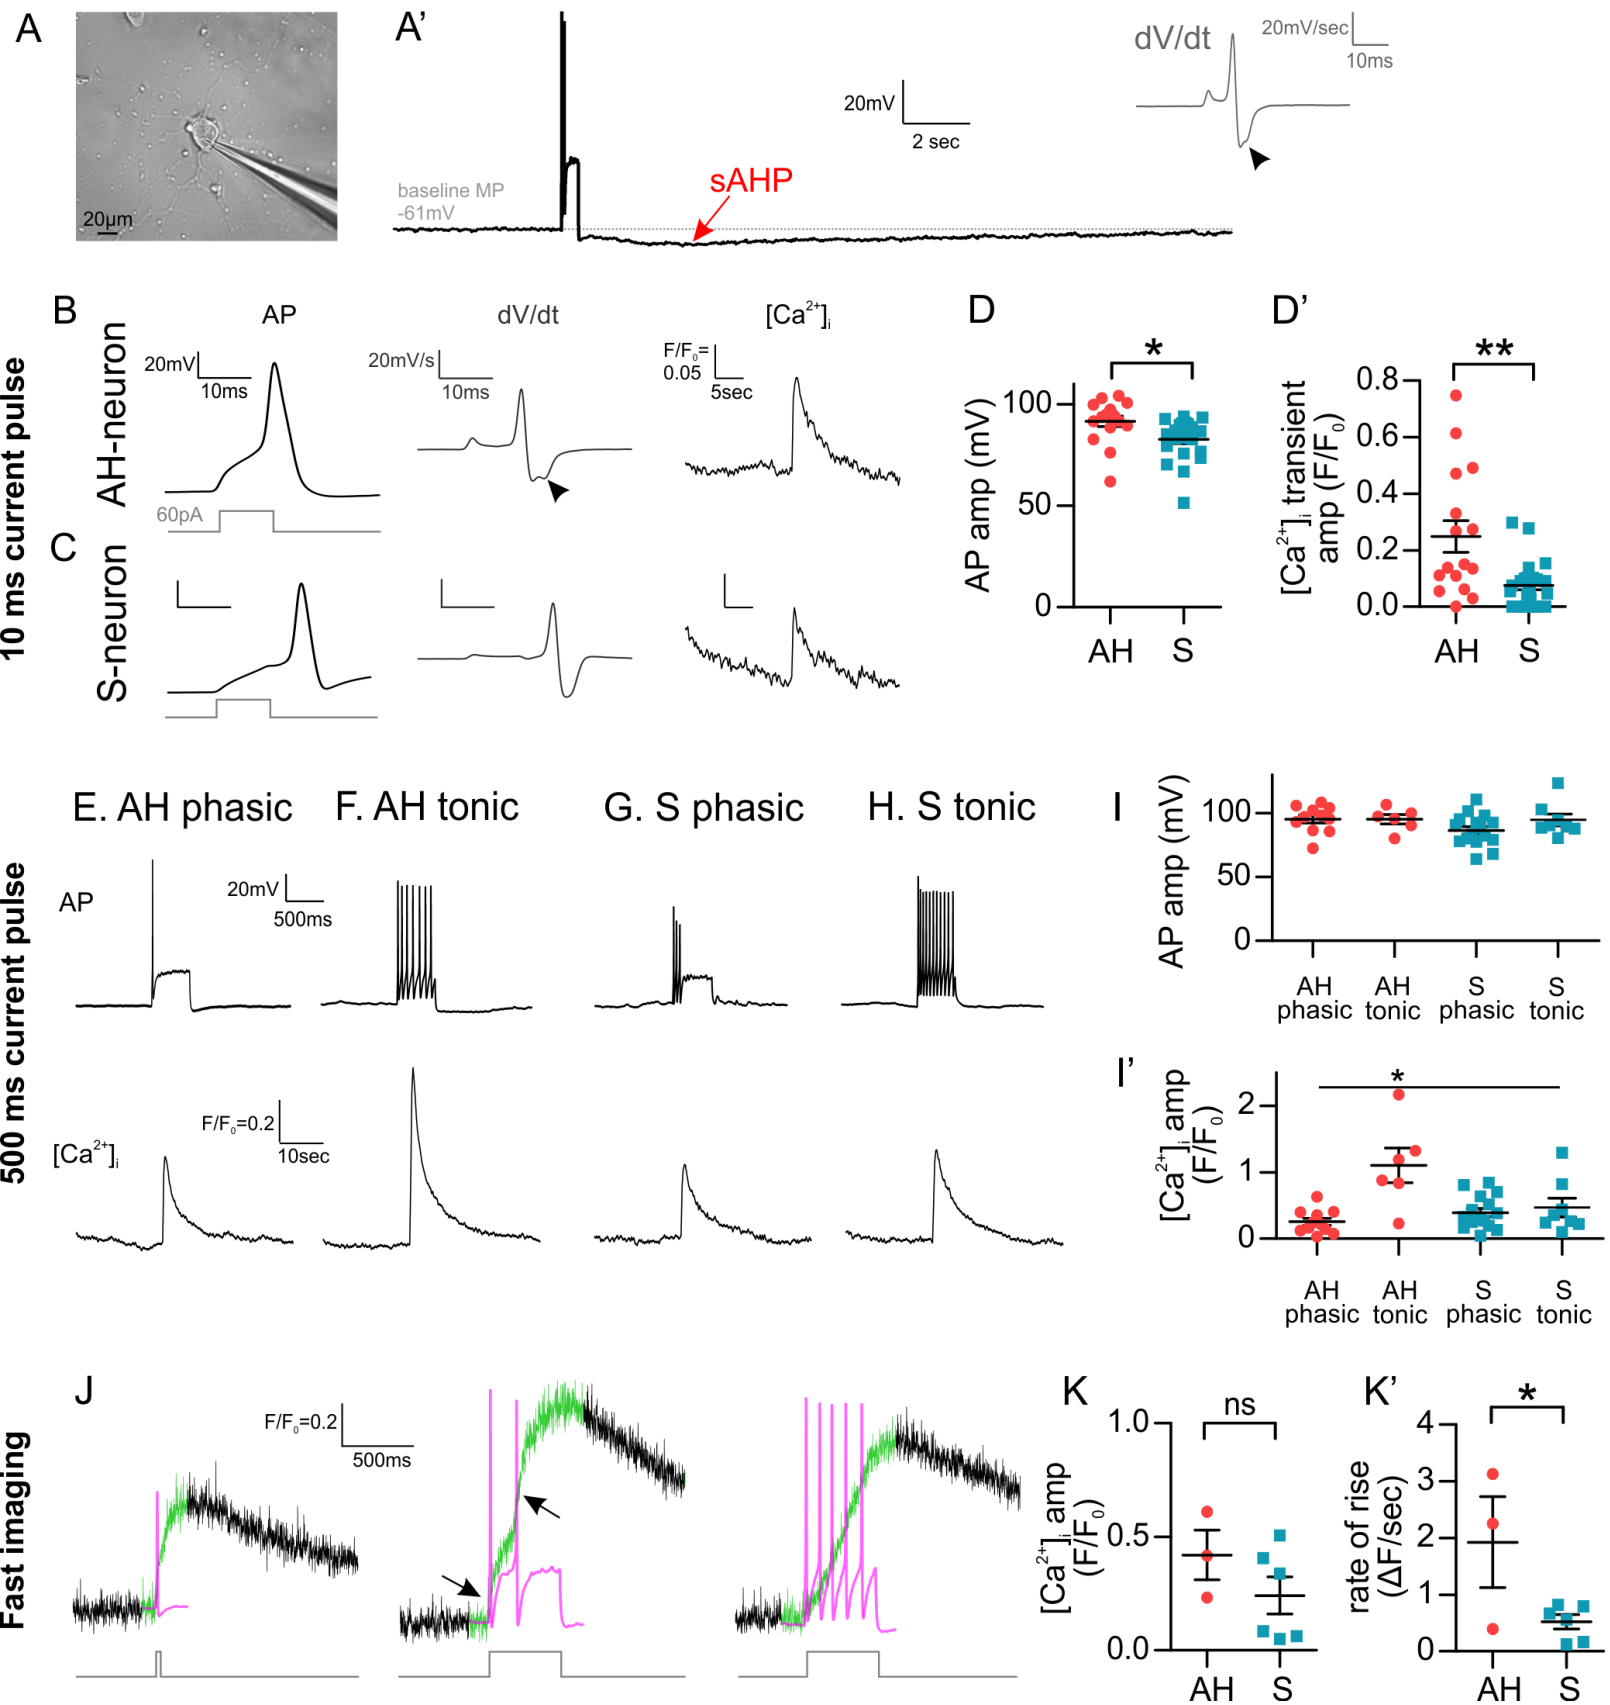 A
20µm
A'
baseline MP
-61mV
sAHP
20mV
2 sec
dV/dt
20mV/sec
10ms
10 ms current pulse
B
AH-neuron
AP
20mV
10ms
60pA
dV/dt
20mV/s
10ms
[Ca2+]i
F/F0=
0.05
5sec
C
S-neuron
D
*
AP amp (mV)
100
50
0
AH
S
D'
**
[Ca2+]i transient
amp (F/F0)
0.8
0.6
0.4
0.2
0.0
AH
S
500 ms current pulse
E. AH phasic
F. AH tonic
G. S phasic
H. S tonic
AP
20mV
500ms
[Ca2+]i
F/F0=0.2
10sec
I
AP amp (mV)
100
50
0
AH
phasic
AH
tonic
S
phasic
S
tonic
I'
*
[Ca2+]i amp
(F/F0)
2
1
0
AH
phasic
AH
tonic
S
phasic
S
tonic
Fast imaging
J
F/F0=0.2
500ms
K
ns
[Ca2+]i amp
(F/F0)
1.0
0.5
0.0
AH
S
K'
*
rate of rise
(ΔF/sec)
4
3
2
1
0
AH
S